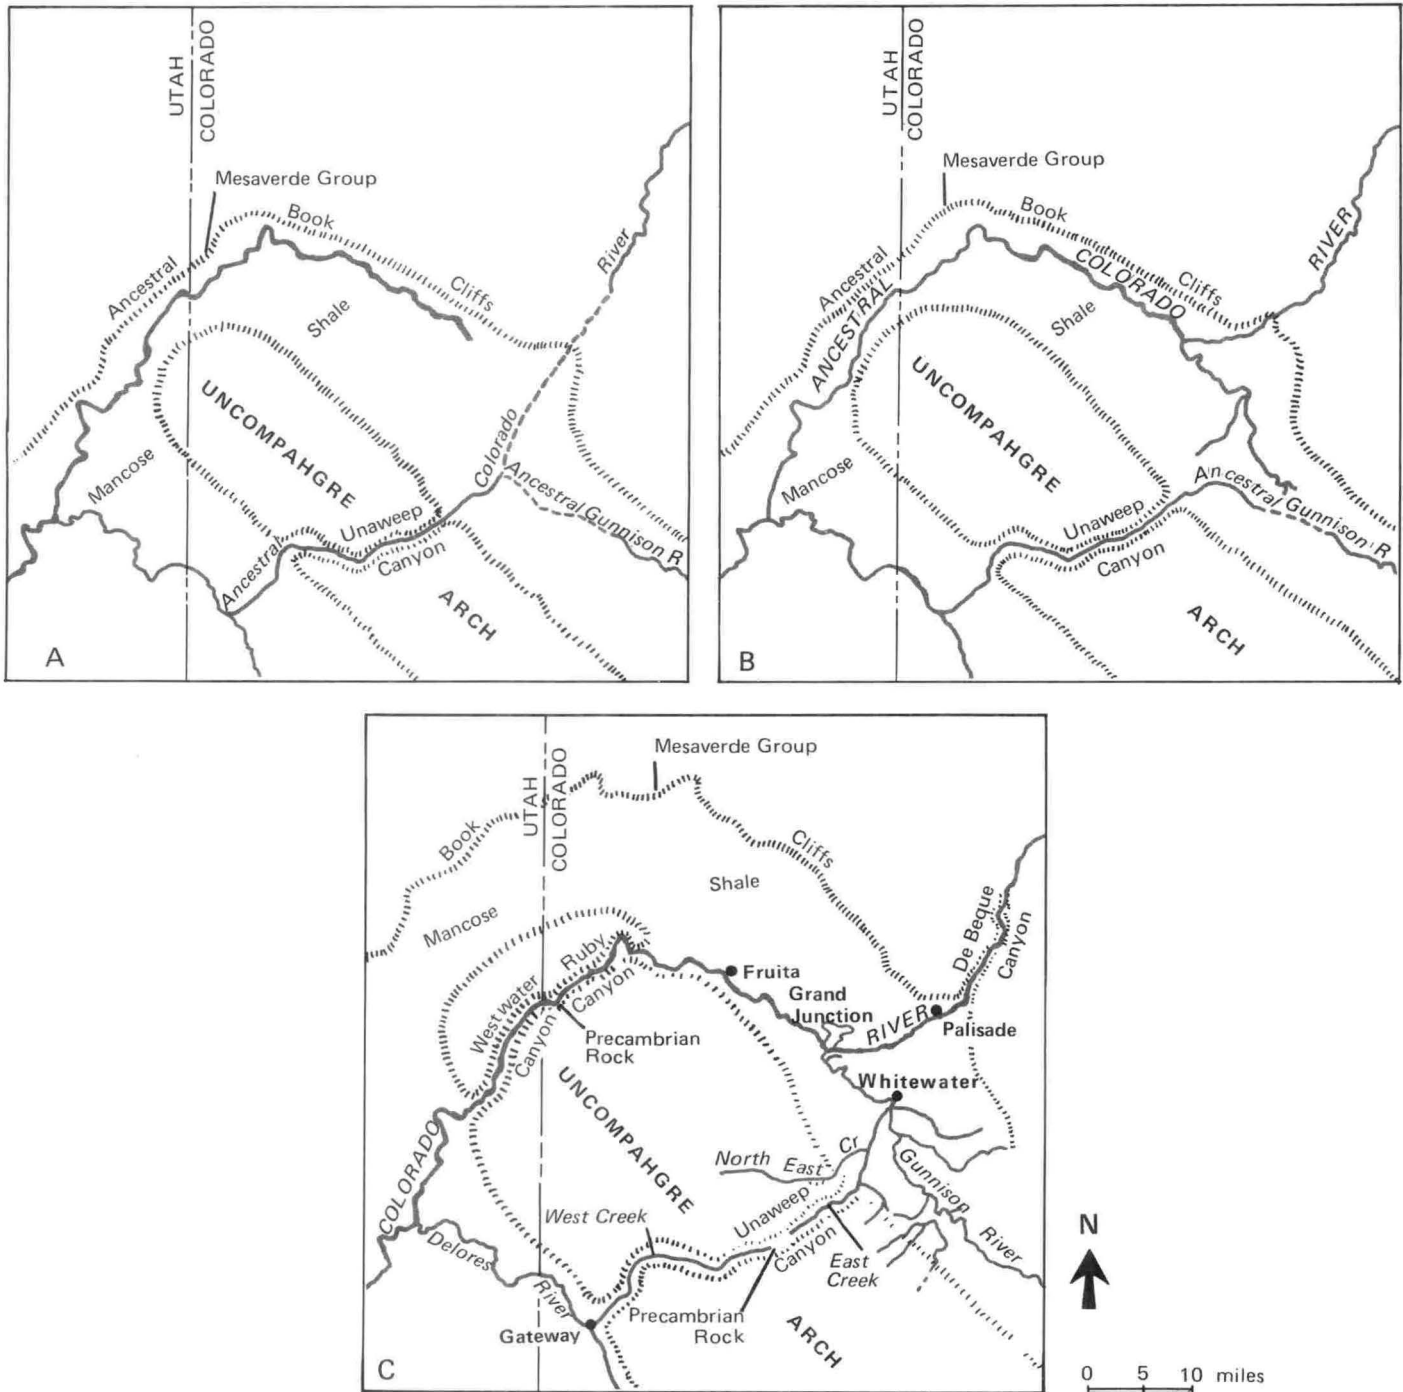 UTAH
COLORADO
Mesaverde Group
Book
Cliffs
Ancestral
River
Shale
UNCOMPAHGRE
Colorado
Mancose
Ancestral Gunnison R
Unaweep
Canyon
Ancestral
ARCH
A
UTAH
COLORADO
Mesaverde Group
Book
Cliffs
Ancestral
ANCESTRAL
COLORADO
RIVER
Shale
UNCOMPAHGRE
Mancose
Ancestral Gunnison R
Unaweep
Canyon
ARCH
B
UTAH
COLORADO
Mesaverde Group
Book
Cliffs
Shale
Mancose
De Beque
Canyon
Ruby
Canyon
Westwater
Canyon
Fruita
Grand
Junction
RIVER
Palisade
Precambrian
Rock
Whitewater
UNCOMPAHGRE
COLORADO
North East Cr
Gunnison
River
Unaweep
Canyon
West Creek
East
Creek
Delores
River
Gateway
Precambrian
Rock
ARCH
C
N
0 5 10 miles